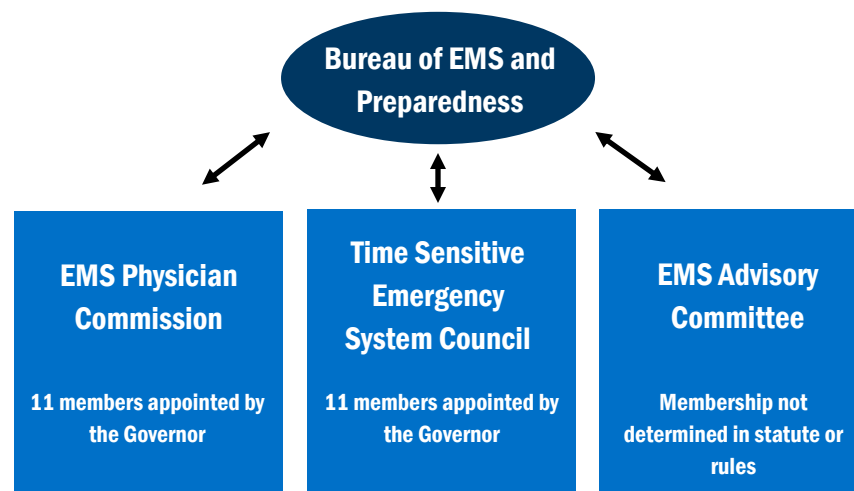 Bureau of EMS and
Preparedness
EMS Physician
Commission
11 members appointed by
the Governor
Time Sensitive
Emergency
System Council
11 members appointed by
the Governor
EMS Advisory
Committee
Membership not
determined in statute or
rules